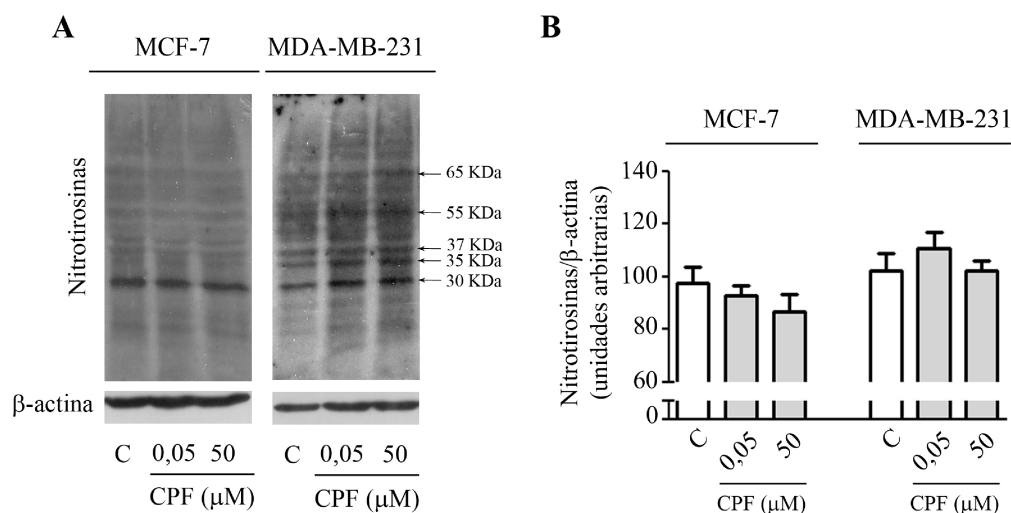 A
MCF-7 MDA-MB-231
Nitrotirosinas
65 KDa
55 KDa
37 KDa
35 KDa
30 KDa
β-actina
C 0,05 50 C 0,05 50
CPF (μM) CPF (μM)
B
MCF-7 MDA-MB-231
Nitrotirosinas/β-actina
(unidades arbitrarias)
140
120
100
80
60
0
C 0,05 50 C 0,05 50
CPF (μM) CPF (μM)